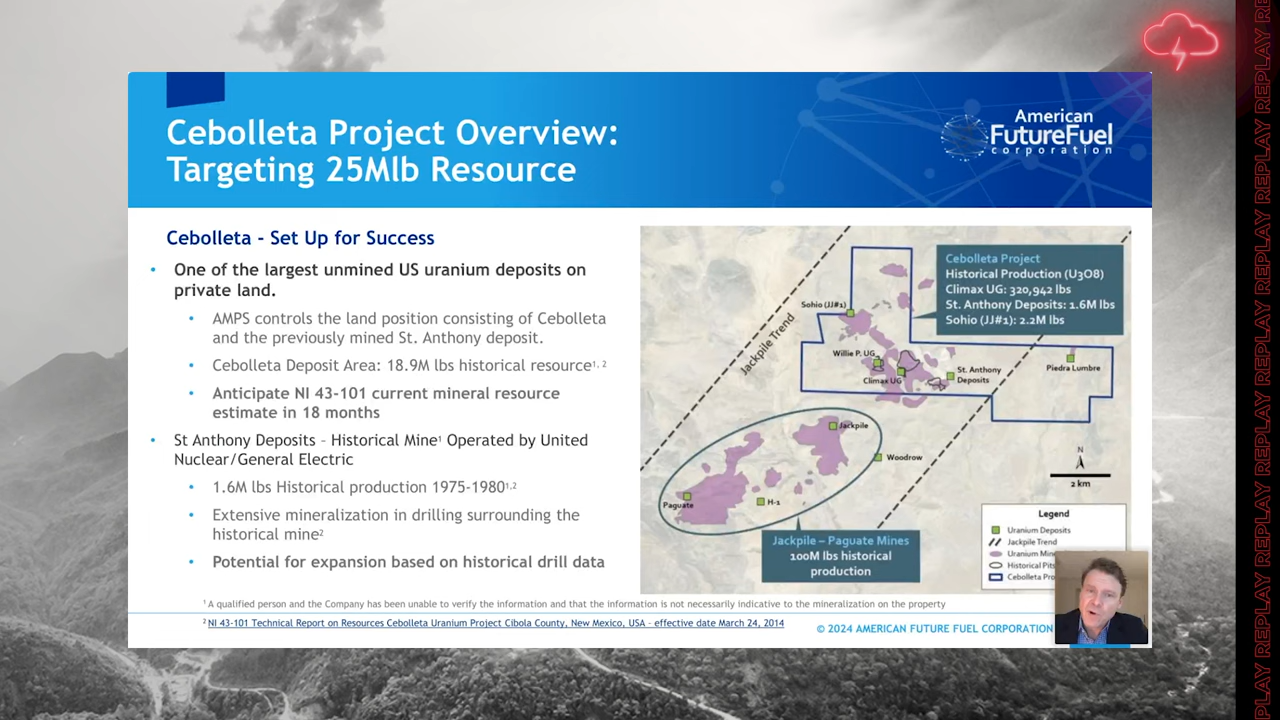 Cebolleta Project Overview:
Targeting 25Mlb Resource
American
FutureFuel
corporation
Cebolleta - Set Up for Success
• One of the largest unmined US uranium deposits on
private land.
• AMPS controls the land position consisting of Cebolleta
and the previously mined St. Anthony deposit.
• Cebolleta Deposit Area: 18.9M lbs historical resource1, 2
• Anticipate NI 43-101 current mineral resource
estimate in 18 months
• St Anthony Deposits – Historical Mine1 Operated by United
Nuclear/General Electric
• 1.6M lbs Historical production 1975-19801,2
• Extensive mineralization in drilling surrounding the
historical mine2
• Potential for expansion based on historical drill data
Cebolleta Project
Historical Production (U3O8)
Climax UG: 320,942 lbs
St. Anthony Deposits: 1.6M lbs
Sohio (JJ#1): 2.2M lbs
Sohio (JJ#1)
Jackpile Trend
Willie P. UG
Climax UG
St. Anthony
Deposits
Piedra Lumbre
Jackpile
Woodrow
Paguate
H-1
N
2 km
Jackpile – Paguate Mines
100M lbs historical
production
Legend
Uranium Deposits
Jackpile Trend
Uranium
Historical
Cebolleta
1 A qualified person and the Company has been unable to verify the information and that the information is not necessarily indicative to the mineralization on the property
2 NI 43-101 Technical Report on Resources Cebolleta Uranium Project Cibola County, New Mexico, USA – effective date March 24, 2014
© 2024 AMERICAN FUTURE FUEL CORPORATION
REPLAY REPLAY REPLAY REPLAY REPLAY REPLAY REPLAY